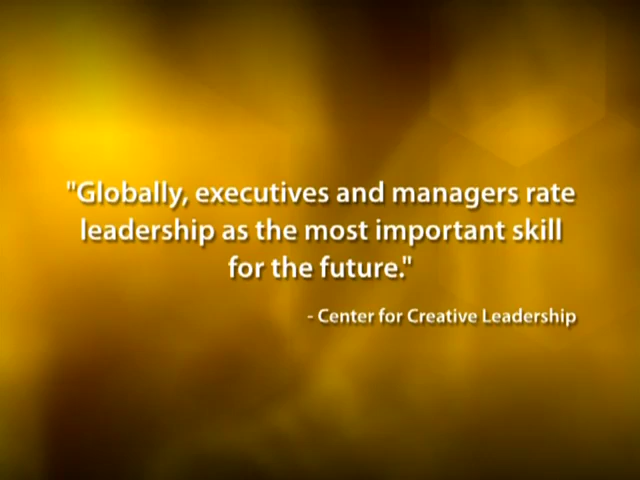 "Globally, executives and managers rate
leadership as the most important skill
for the future."
- Center for Creative Leadership